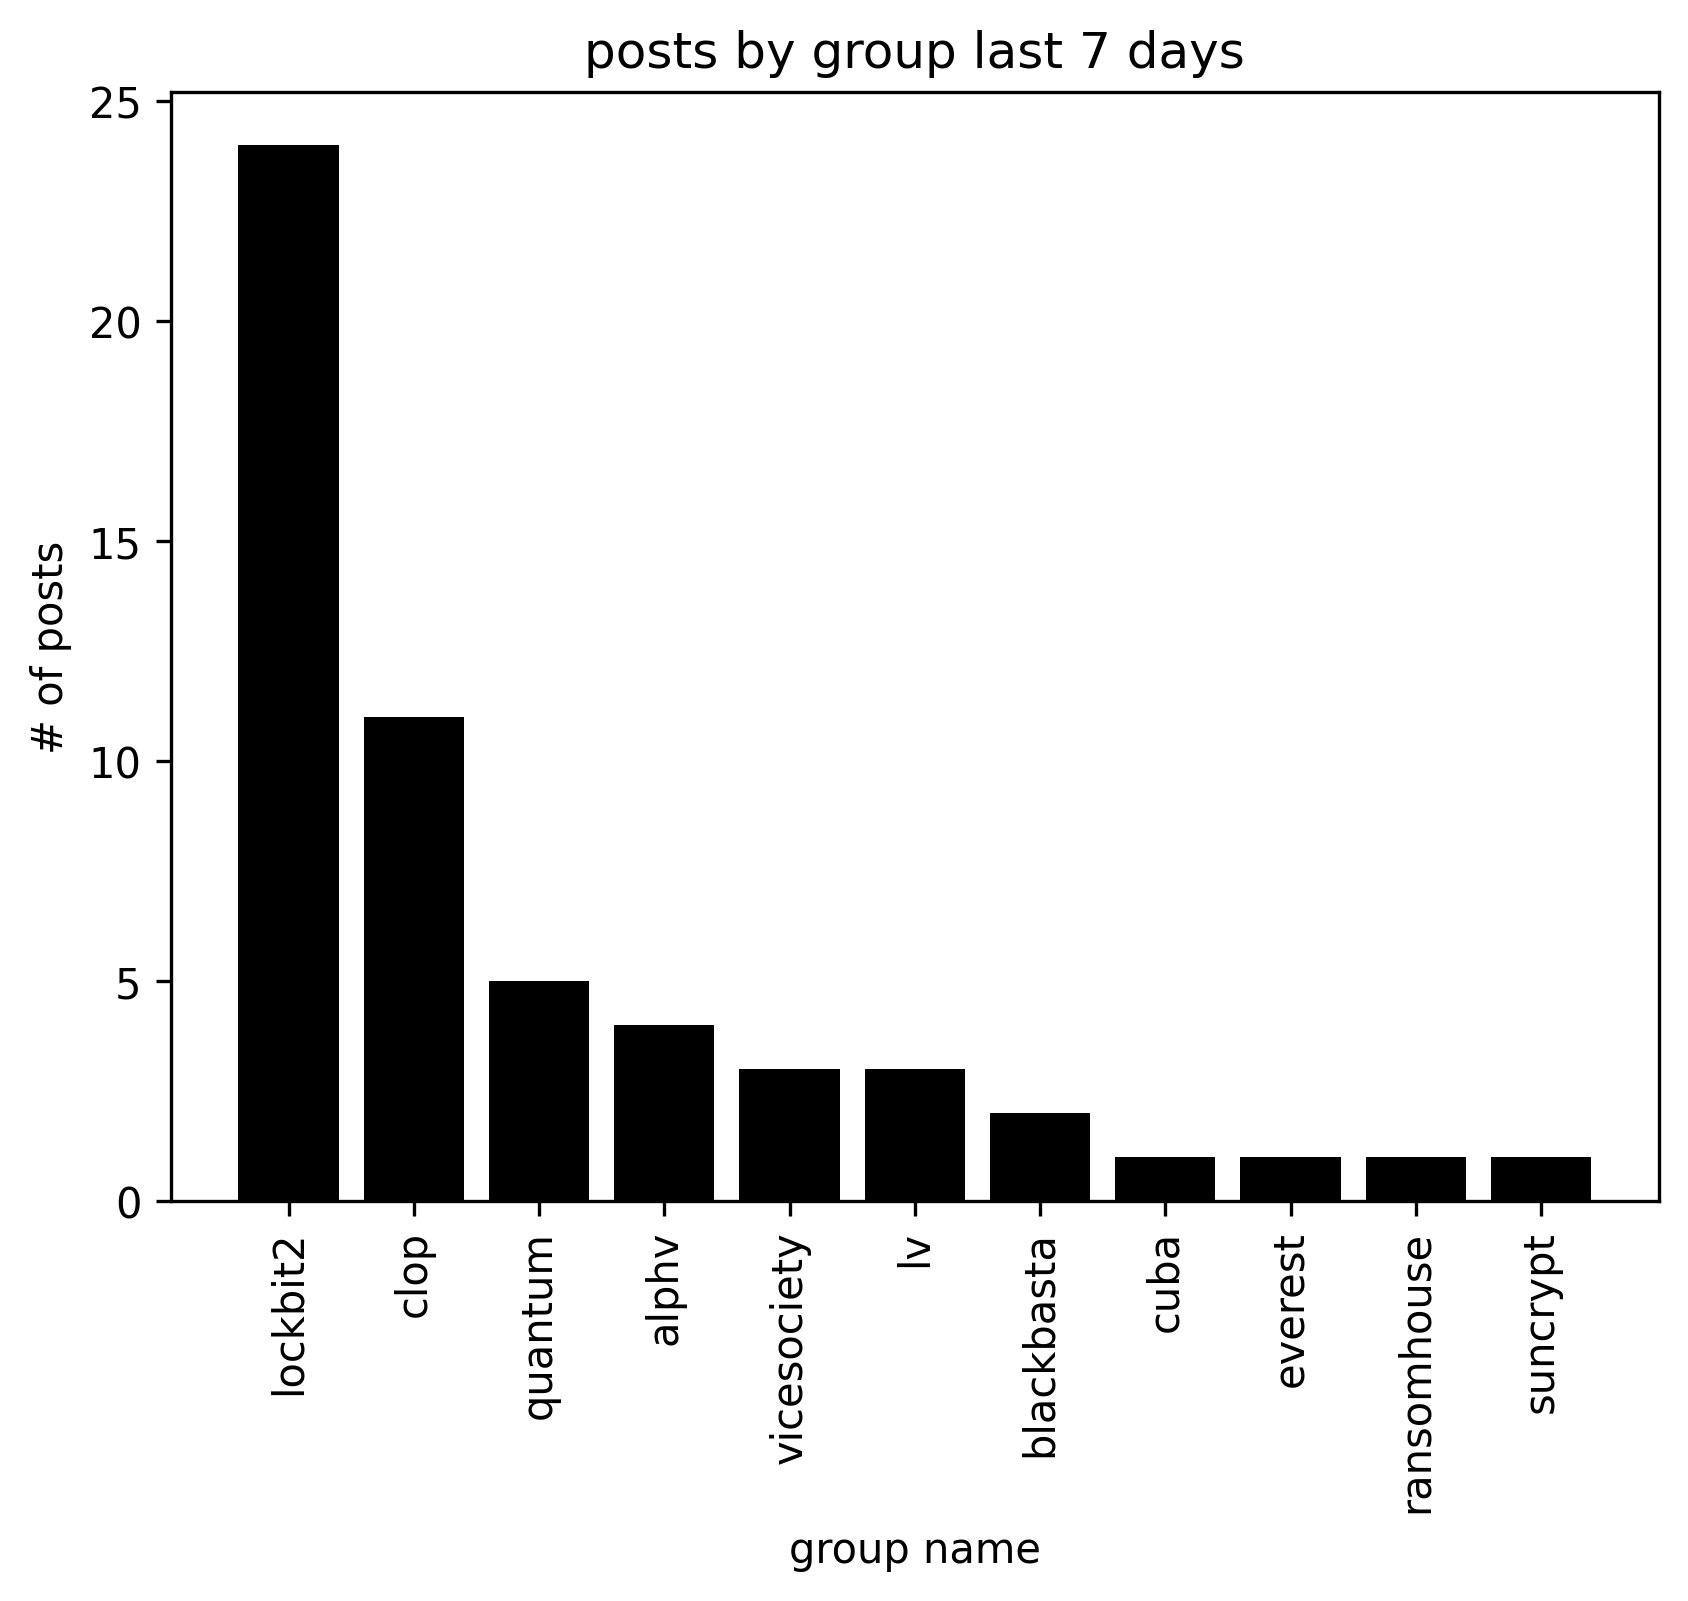 posts by group last 7 days
25
20
15
10
5
0
# of posts
lockbit2
clop
quantum
alphv
vicesociety
lv
blackbasta
cuba
everest
ransomhouse
suncrypt
group name